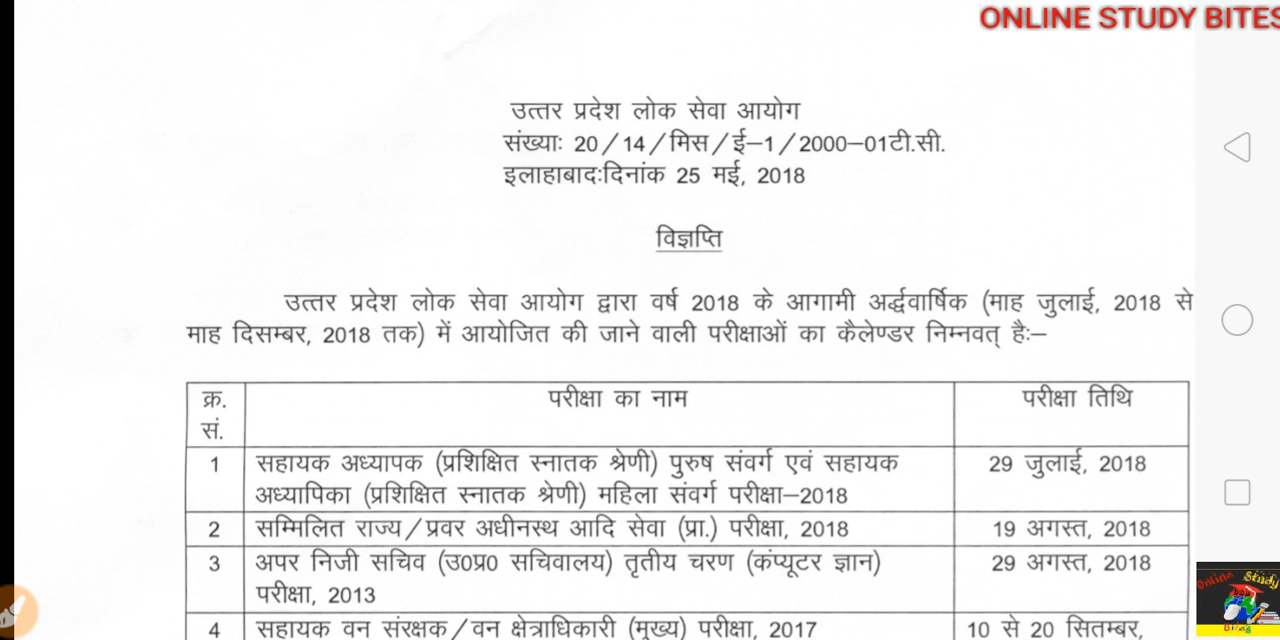 ONLINE STUDY BITES
उत्तर प्रदेश लोक सेवा आयोग
संख्याः 20/14/मिस/ई–1/2000–01टी.सी.
इलाहाबादःदिनांक 25 मई, 2018
विज्ञप्ति
उत्तर प्रदेश लोक सेवा आयोग द्वारा वर्ष 2018 के आगामी अर्द्धवार्षिक (माह जुलाई, 2018 से
माह दिसम्बर, 2018 तक) में आयोजित की जाने वाली परीक्षाओं का कैलेण्डर निम्नवत् हैः–
क्र. परीक्षा का नाम परीक्षा तिथि
सं.
1 सहायक अध्यापक (प्रशिक्षित स्नातक श्रेणी) पुरुष संवर्ग एवं सहायक 29 जुलाई, 2018
अध्यापिका (प्रशिक्षित स्नातक श्रेणी) महिला संवर्ग परीक्षा–2018
2 सम्मिलित राज्य/प्रवर अधीनस्थ आदि सेवा (प्रा.) परीक्षा, 2018 19 अगस्त, 2018
3 अपर निजी सचिव (उ0प्र0 सचिवालय) तृतीय चरण (कंप्यूटर ज्ञान) 29 अगस्त, 2018
परीक्षा, 2013
4 सहायक वन संरक्षक/वन क्षेत्राधिकारी (मुख्य) परीक्षा, 2017 10 से 20 सितम्बर,
Online Study
Bites